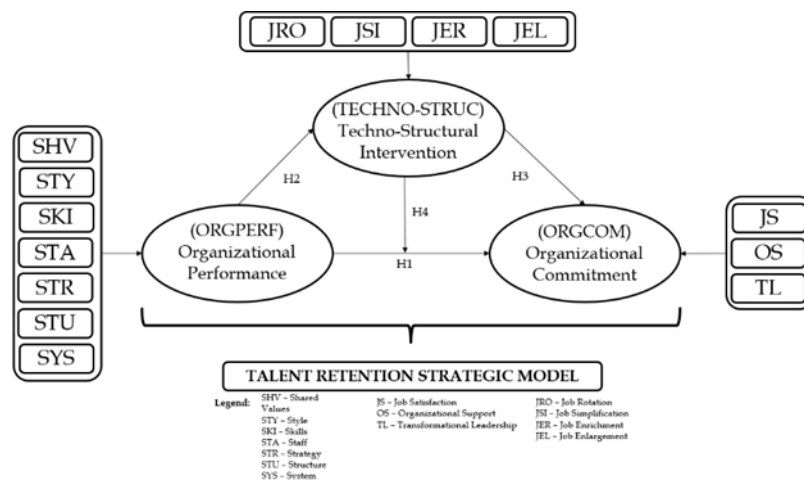 JRO JSI JER JEL
(TECHNO-STRUC)
Techno-Structural
Intervention
SHV
STY
SKI
STA
STR
STU
SYS
H2
H3
H4
(ORGPERF)
Organizational
Performance
H1
(ORGCOM)
Organizational
Commitment
JS
OS
TL
TALENT RETENTION STRATEGIC MODEL
Legend:
SHV – Shared
Values
STY – Style
SKI – Skills
STA – Staff
STR – Strategy
STU – Structure
SYS – System
JS – Job Satisfaction
OS – Organizational Support
TL – Transformational Leadership
JRO – Job Rotation
JSI – Job Simplification
JER – Job Enrichment
JEL – Job Enlargement